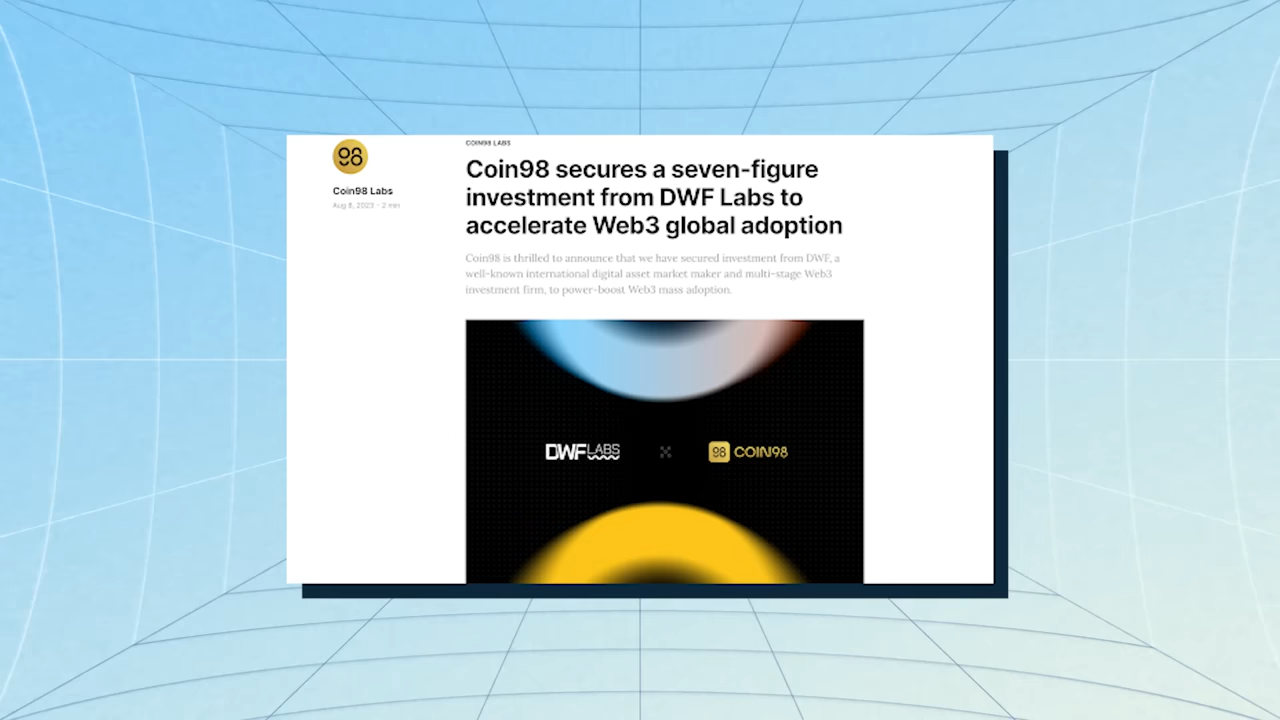 98
Coin98 Labs
Aug 8, 2023 · 2 min
COIN98 LABS
Coin98 secures a seven-figure
investment from DWF Labs to
accelerate Web3 global adoption
Coin98 is thrilled to announce that we have secured investment from DWF, a
well-known international digital asset market maker and multi-stage Web3
investment firm, to power-boost Web3 mass adoption.
DWF LABS
98 COIN98